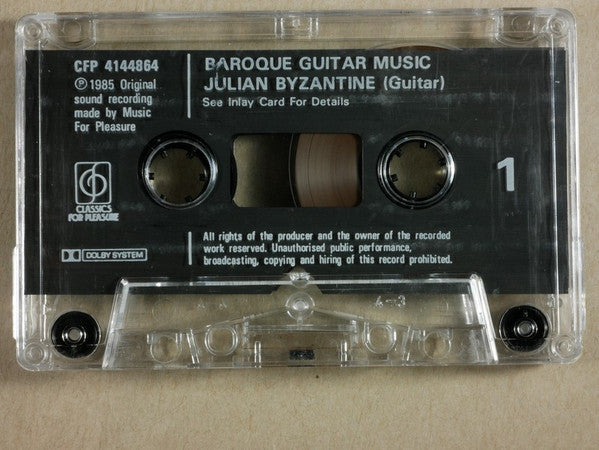 CFP 4144864
℗ 1985 Original
sound recording
made by Music
For Pleasure
BAROQUE GUITAR MUSIC
JULIAN BYZANTINE (Guitar)
See Inlay Card For Details
1
CLASSICS
FOR PLEASURE
DOLBY SYSTEM
All rights of the producer and the owner of the recorded
work reserved. Unauthorised public performance,
broadcasting, copying and hiring of this record prohibited.
A-3